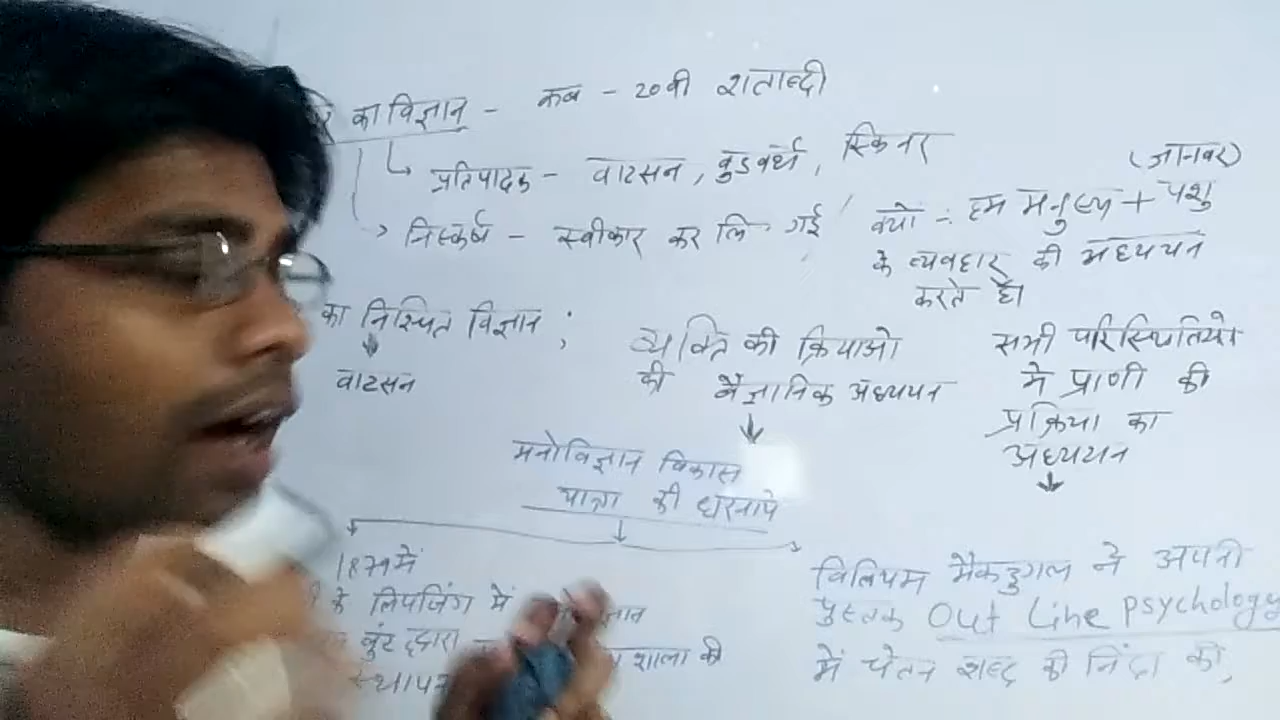 का विज्ञान - कब - 20वी शताब्दी
प्रतिपादक - वाटसन, वुडवर्थ, स्किनर
निस्कर्ष - स्वीकार कर लि गई
(जानवर)
क्यो - हम मनुष्य + पशु
के व्यवहार की अध्ययन
करते है।
का निश्चित विज्ञान ;
वाटसन
व्यक्ति की क्रियाओ
की वैज्ञानिक अध्ययन
सभी परिस्थितियो
मे प्राणी की
प्रक्रिया का
अध्ययन
मनोविज्ञान विकास
यात्रा की घटनाये
1879 में
के लिपजिंग में
वुंट द्वारा शाला की
स्थापन
विलियम मैकडुगल ने अपनी
पुस्तक Out Line Psychology
में चेतन शब्द की निंदा की,